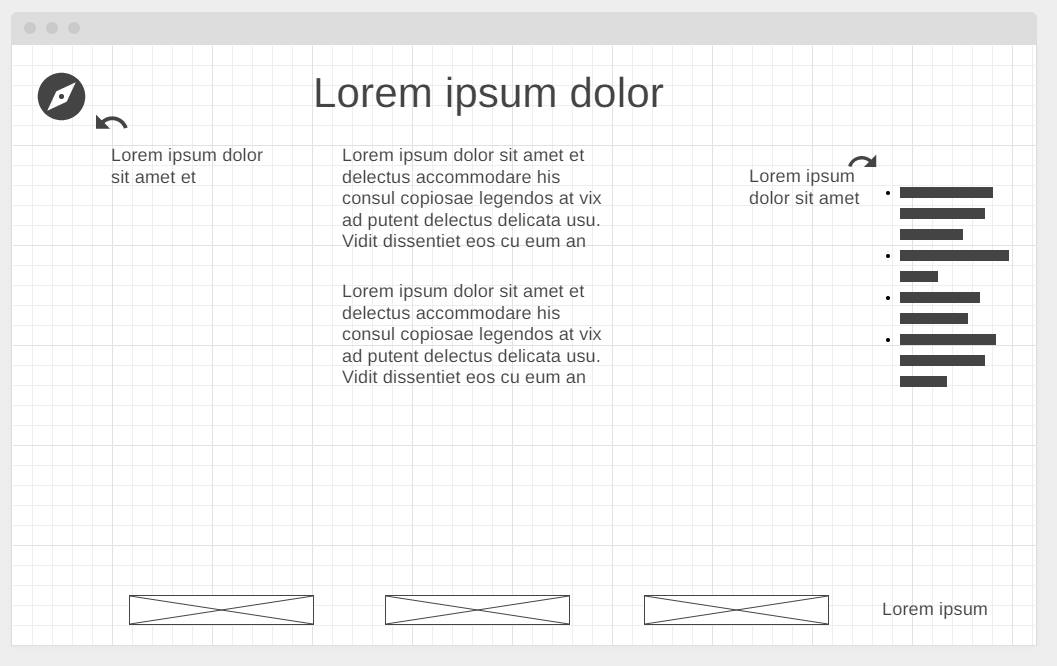 Lorem ipsum dolor
Lorem ipsum dolor
sit amet et
Lorem ipsum dolor sit amet et
delectus accommodare his
consul copiosae legendos at vix
ad putent delectus delicata usu.
Vidit dissentiet eos cu eum an
Lorem ipsum dolor sit amet et
delectus accommodare his
consul copiosae legendos at vix
ad putent delectus delicata usu.
Vidit dissentiet eos cu eum an
Lorem ipsum
dolor sit amet
Lorem ipsum